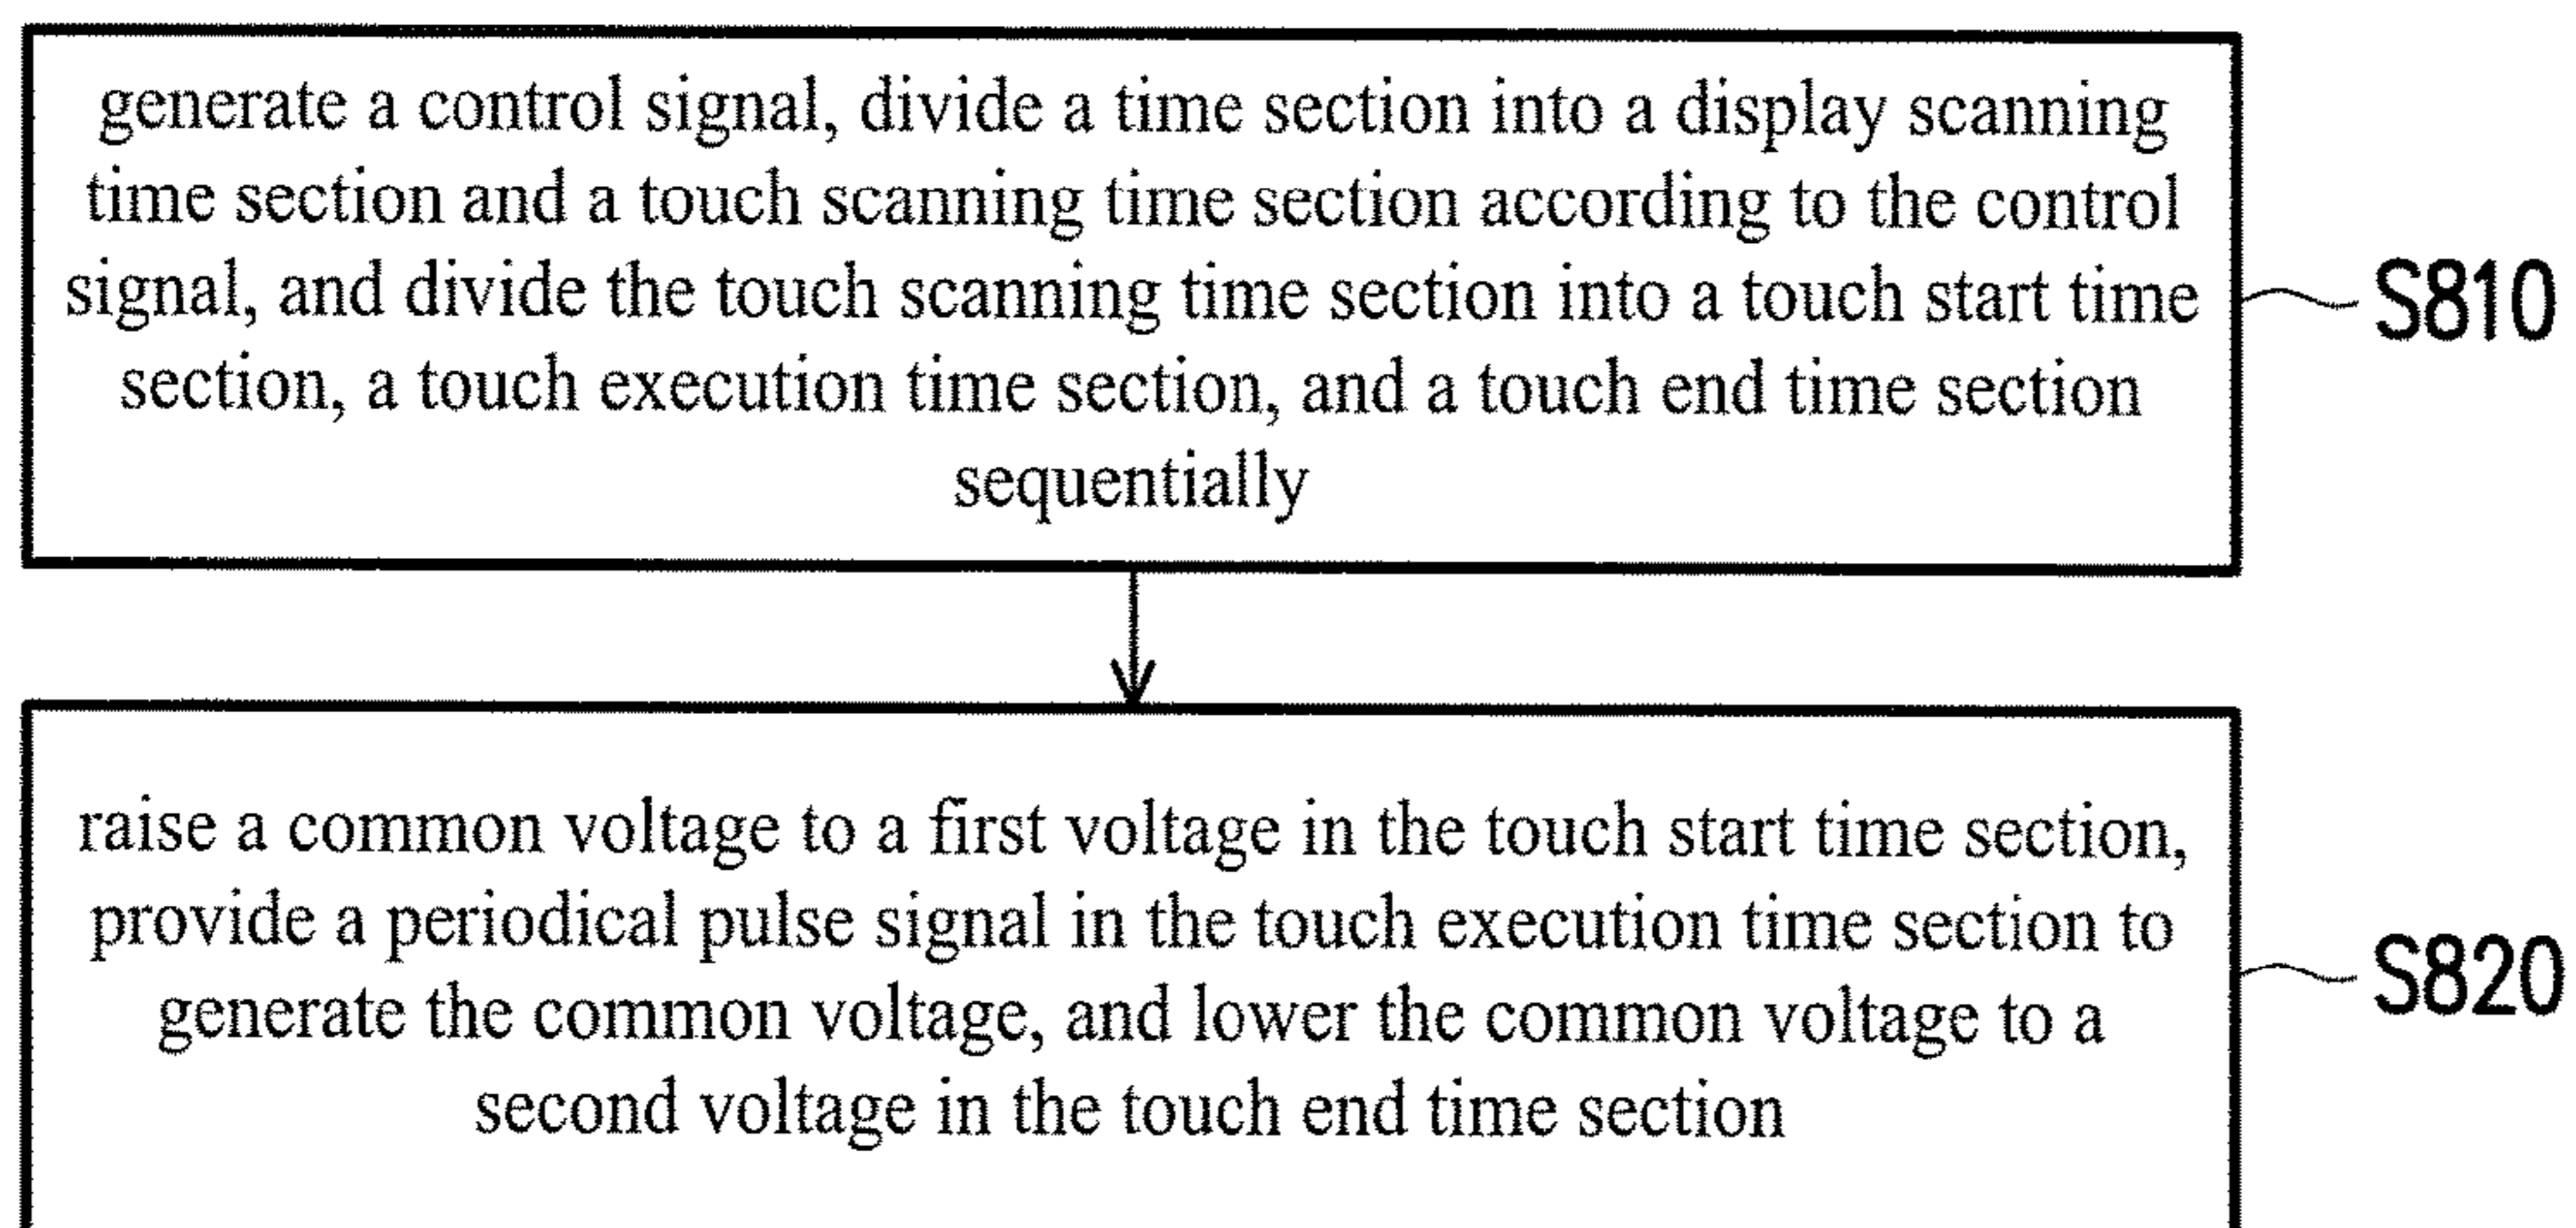 generate a control signal, divide a time section into a display scanning
time section and a touch scanning time section according to the control
signal, and divide the touch scanning time section into a touch start time
section, a touch execution time section, and a touch end time section
sequentially
S810
raise a common voltage to a first voltage in the touch start time section,
provide a periodical pulse signal in the touch execution time section to
generate the common voltage, and lower the common voltage to a
second voltage in the touch end time section
S820